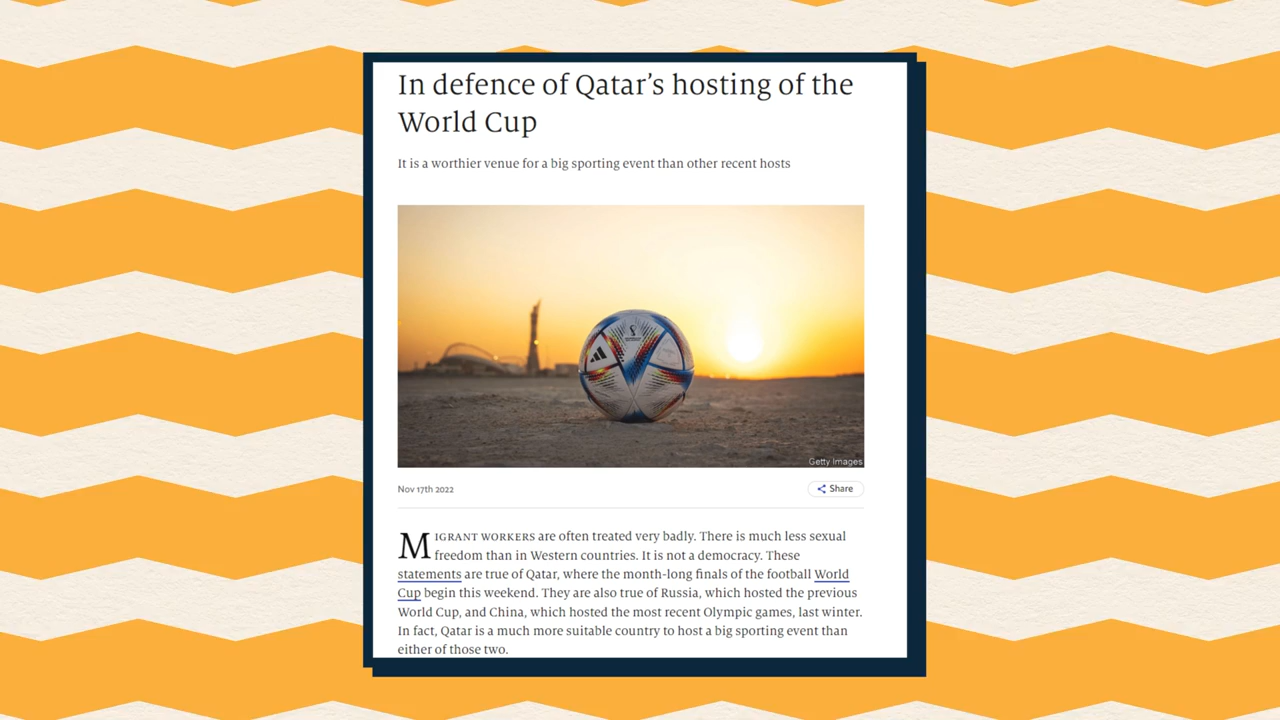 In defence of Qatar’s hosting of the
World Cup
It is a worthier venue for a big sporting event than other recent hosts
Getty Images
Nov 17th 2022
Share
MIGRANT WORKERS are often treated very badly. There is much less sexual
freedom than in Western countries. It is not a democracy. These
statements are true of Qatar, where the month-long finals of the football World
Cup begin this weekend. They are also true of Russia, which hosted the previous
World Cup, and China, which hosted the most recent Olympic games, last winter.
In fact, Qatar is a much more suitable country to host a big sporting event than
either of those two.